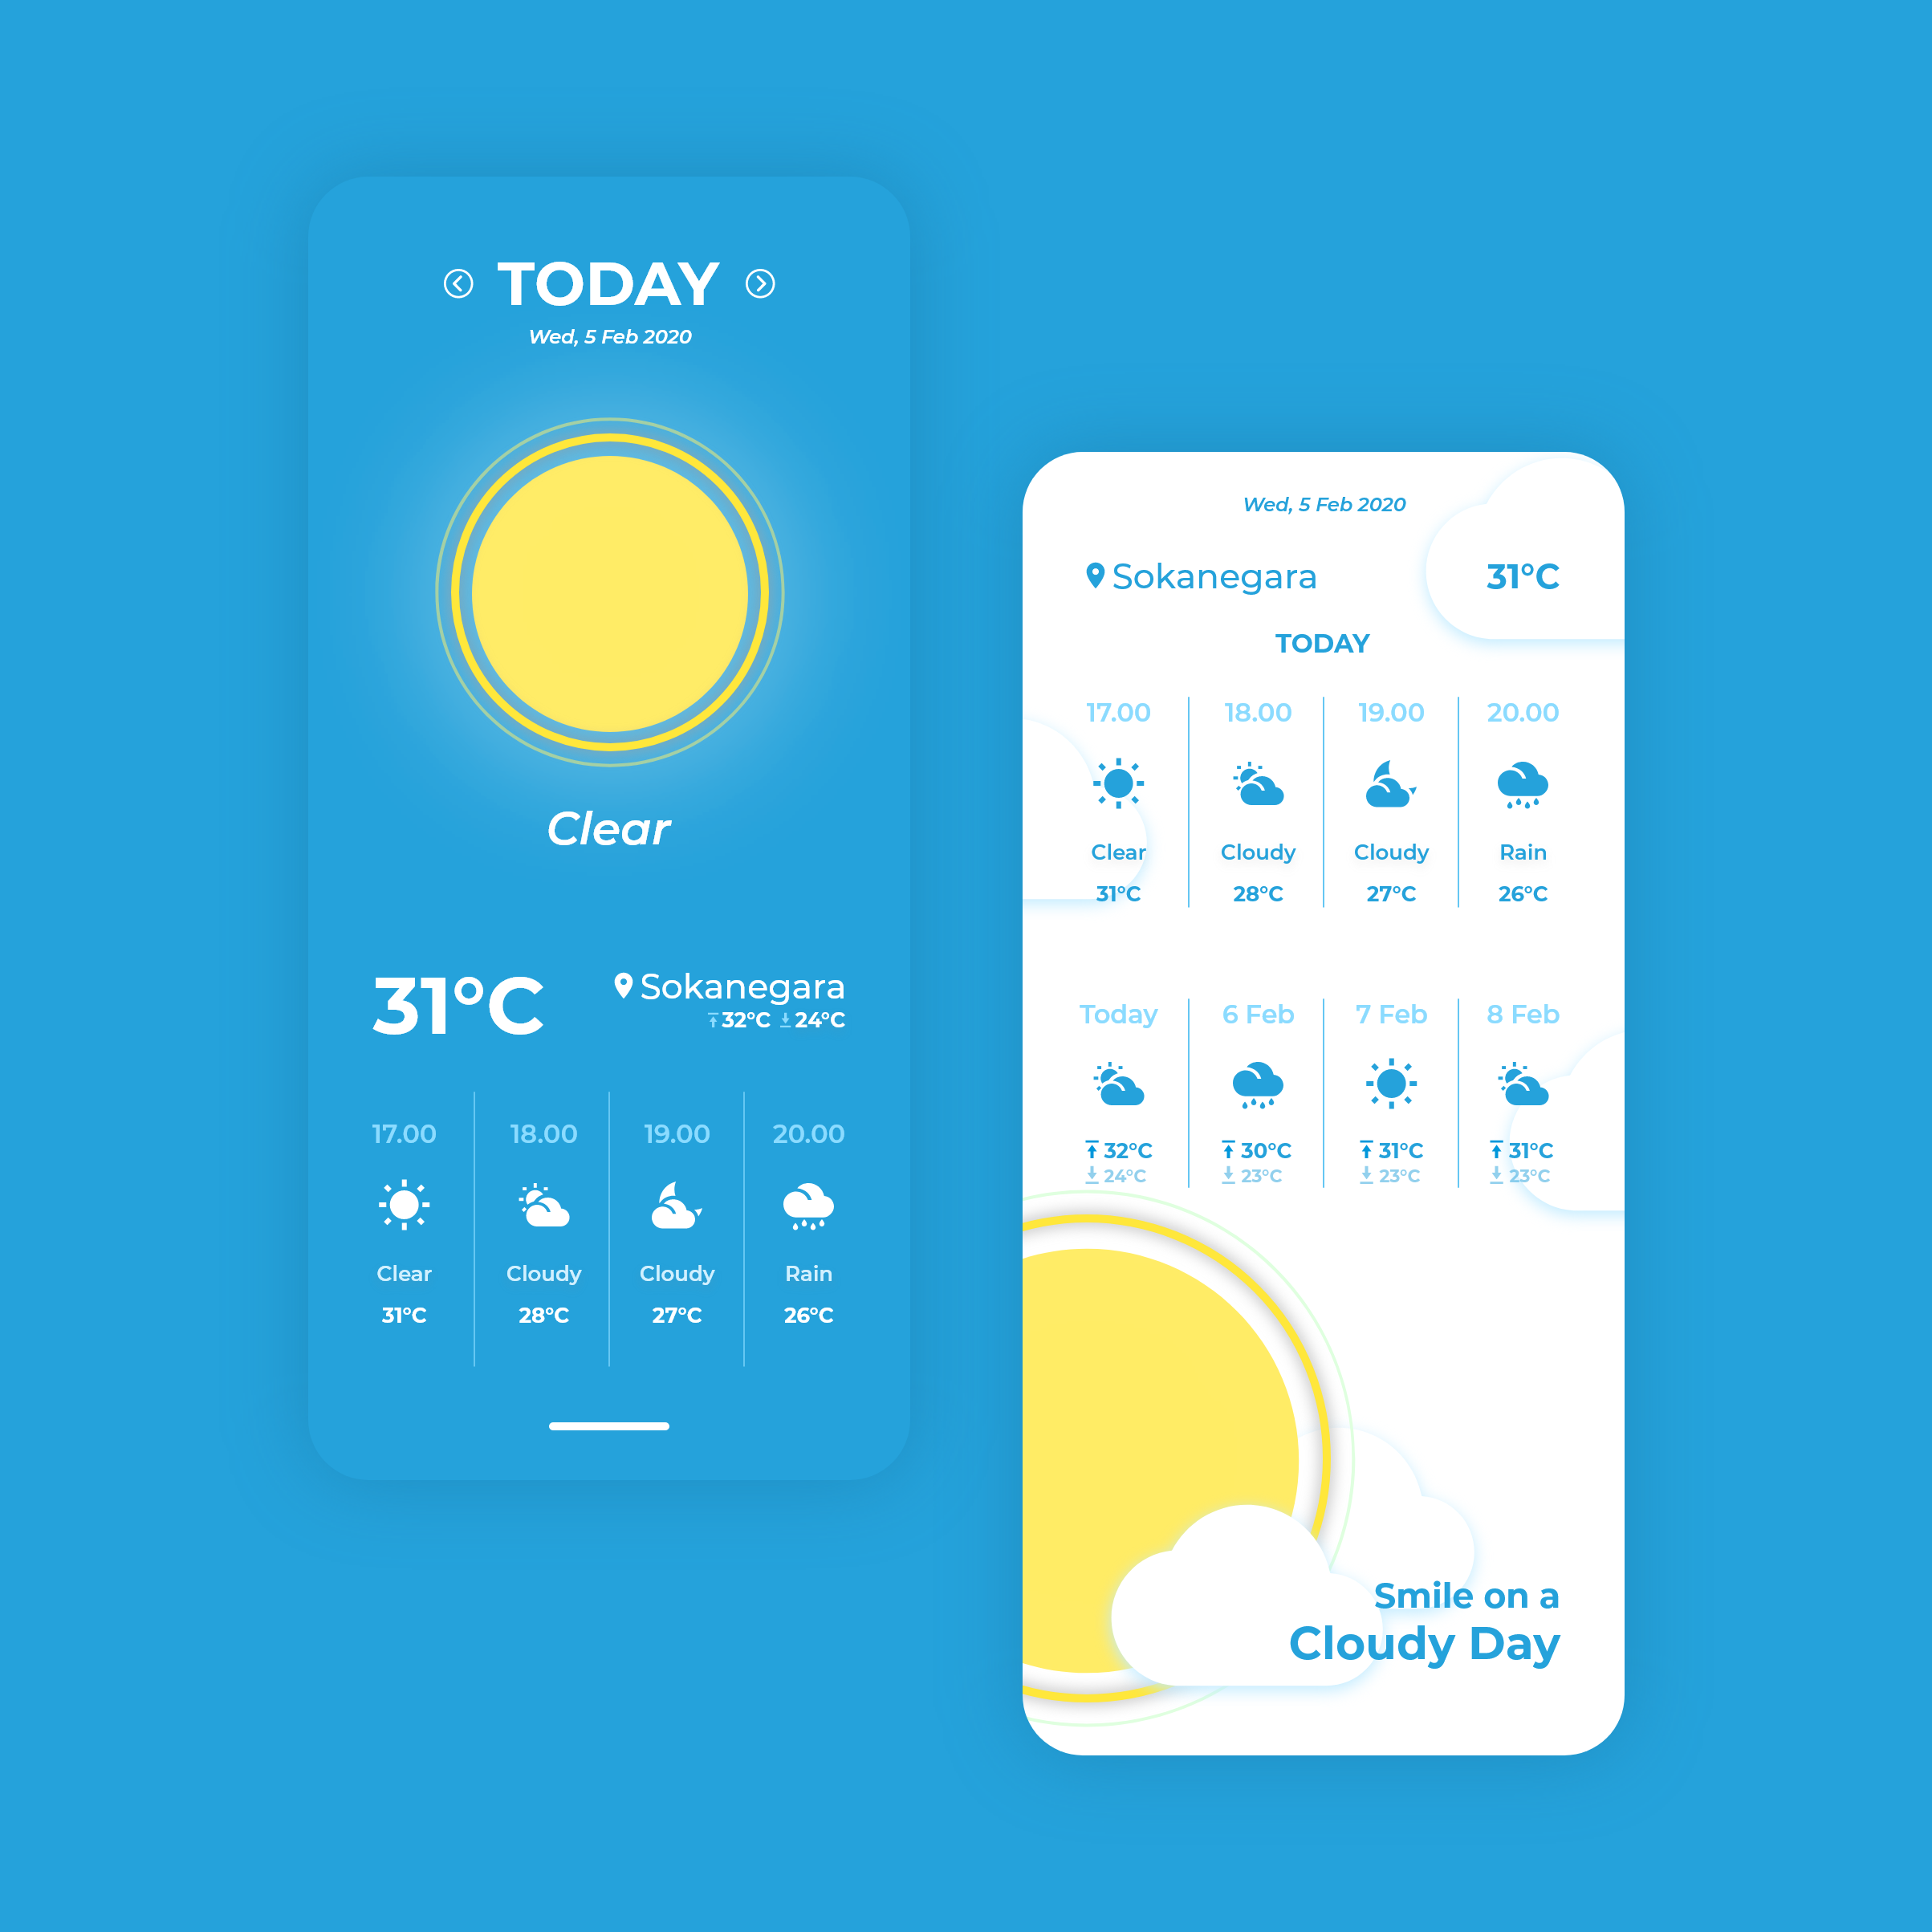 TODAY
Wed, 5 Feb 2020
Clear
31°C
Sokanegara
32°C 24°C
17.00 18.00 19.00 20.00
Clear Cloudy Cloudy Rain
31°C 28°C 27°C 26°C
Wed, 5 Feb 2020
Sokanegara 31°C
TODAY
17.00 18.00 19.00 20.00
Clear Cloudy Cloudy Rain
31°C 28°C 27°C 26°C
Today 6 Feb 7 Feb 8 Feb
32°C 30°C 31°C 31°C
24°C 23°C 23°C 23°C
Smile on a
Cloudy Day